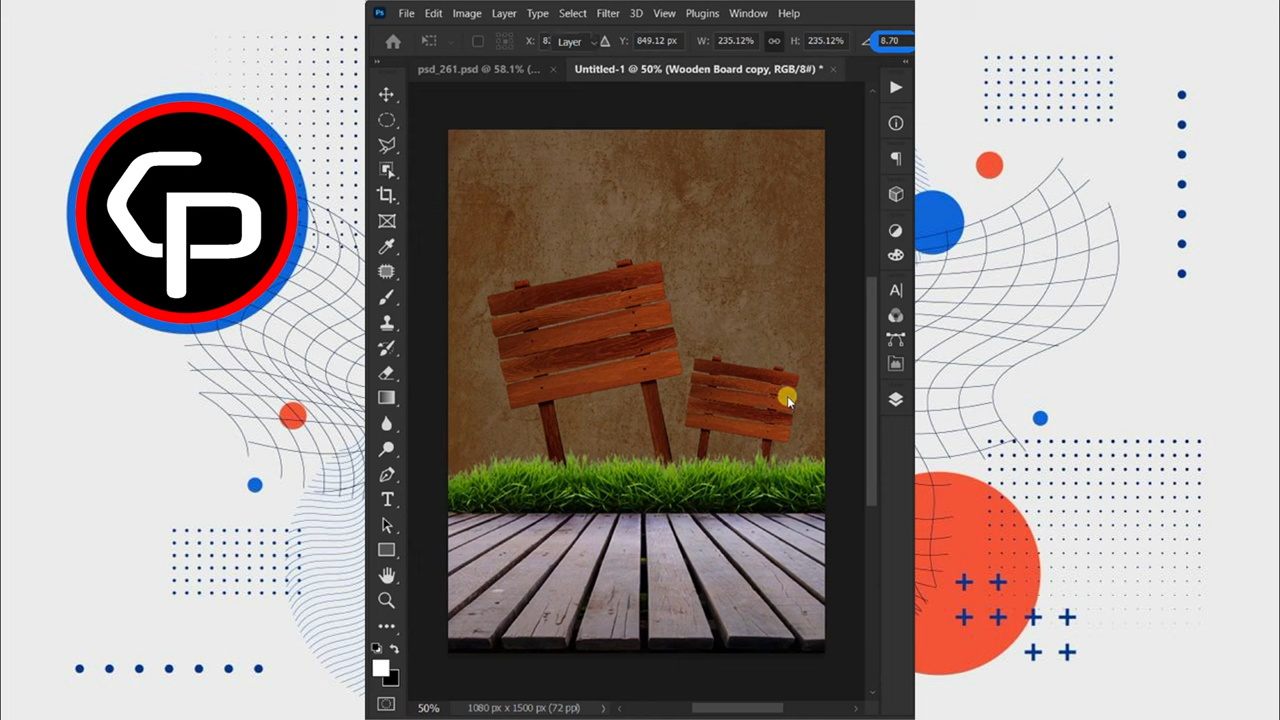 Ps File Edit Image Layer Type Select Filter 3D View Plugins Window Help
X: Layer Y: 849.12 px W: 235.12% H: 235.12% 8.70
psd_261.psd @ 58.1% (... × Untitled-1 @ 50% (Wooden Board copy, RGB/8#) * ×
CP
50% 1080 px x 1500 px (72 ppi)